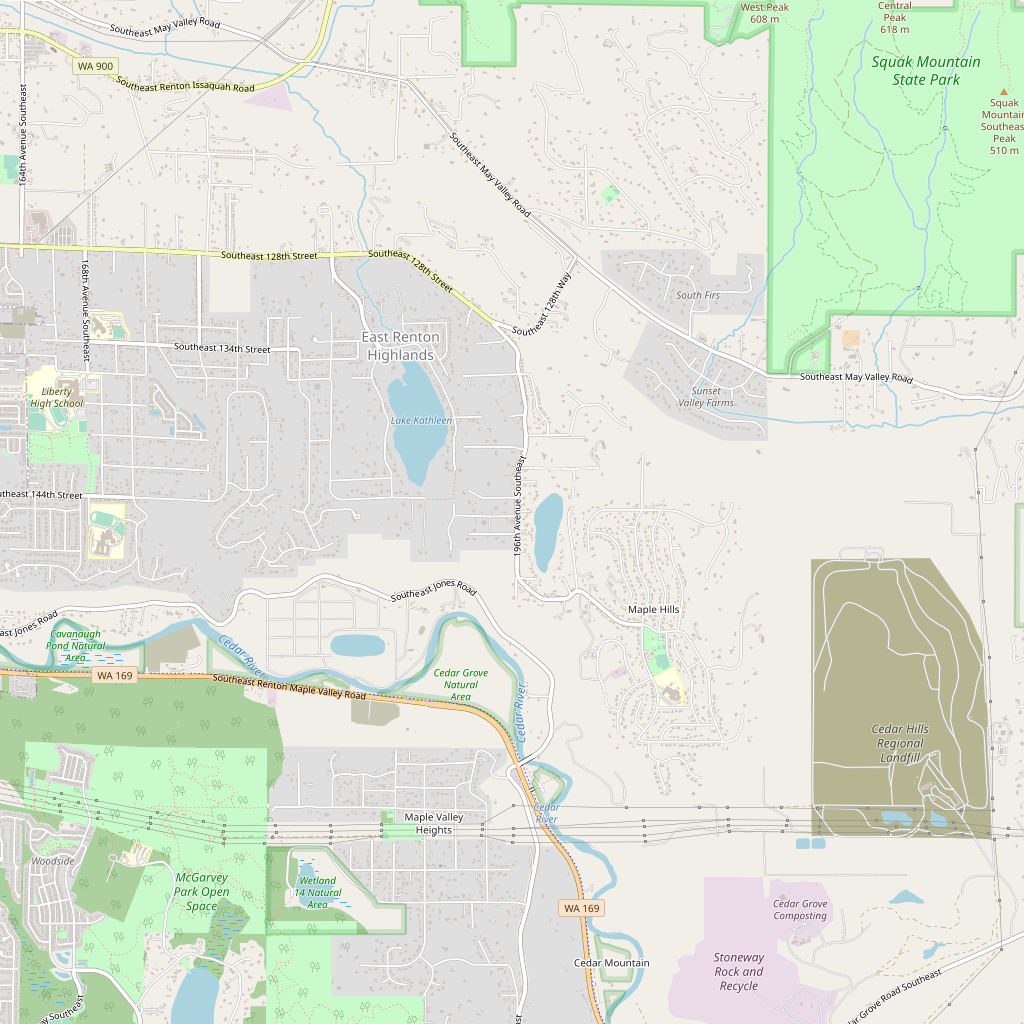 Southeast May Valley Road
West Peak
608 m
Central
Peak
618 m
WA 900
Southeast Renton Issaquah Road
Squak Mountain
State Park
Squak
Mountain
Southeast
Peak
510 m
164th Avenue Southeast
Southeast May Valley Road
Southeast 128th Street
Southeast 128th Street
168th Avenue Southeast
Southeast 128th Way
South Firs
East Renton
Highlands
Southeast 134th Street
Liberty
High School
Lake Kathleen
Sunset
Valley Farms
Southeast May Valley Road
utheast 144th Street
196th Avenue Southeast
Southeast Jones Road
east Jones Road
Maple Hills
Cavanaugh
Pond Natural
Area
Cedar River
WA 169
Southeast Renton Maple Valley Road
Cedar Grove
Natural
Area
Cedar River
Cedar Hills
Regional
Landfill
Maple Valley
Heights
Cedar
River
Woodside
McGarvey
Park Open
Space
Wetland
14 Natural
Area
WA 169
Cedar Grove
Composting
Cedar Mountain
Stoneway
Rock and
Recycle
ay Southeast
east
dar Grove Road Southeast